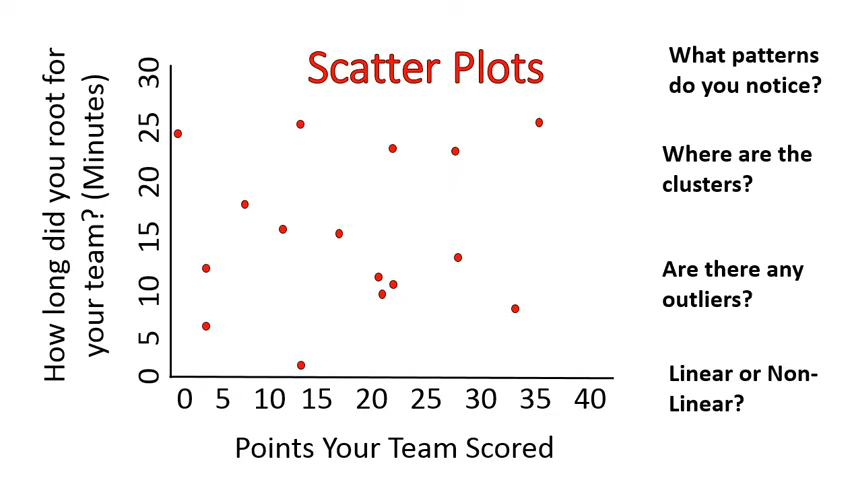 Scatter Plots
How long did you root for
your team? (Minutes)
30
25
20
15
10
5
0
0 5 10 15 20 25 30 35 40
Points Your Team Scored
What patterns
do you notice?
Where are the
clusters?
Are there any
outliers?
Linear or Non-
Linear?